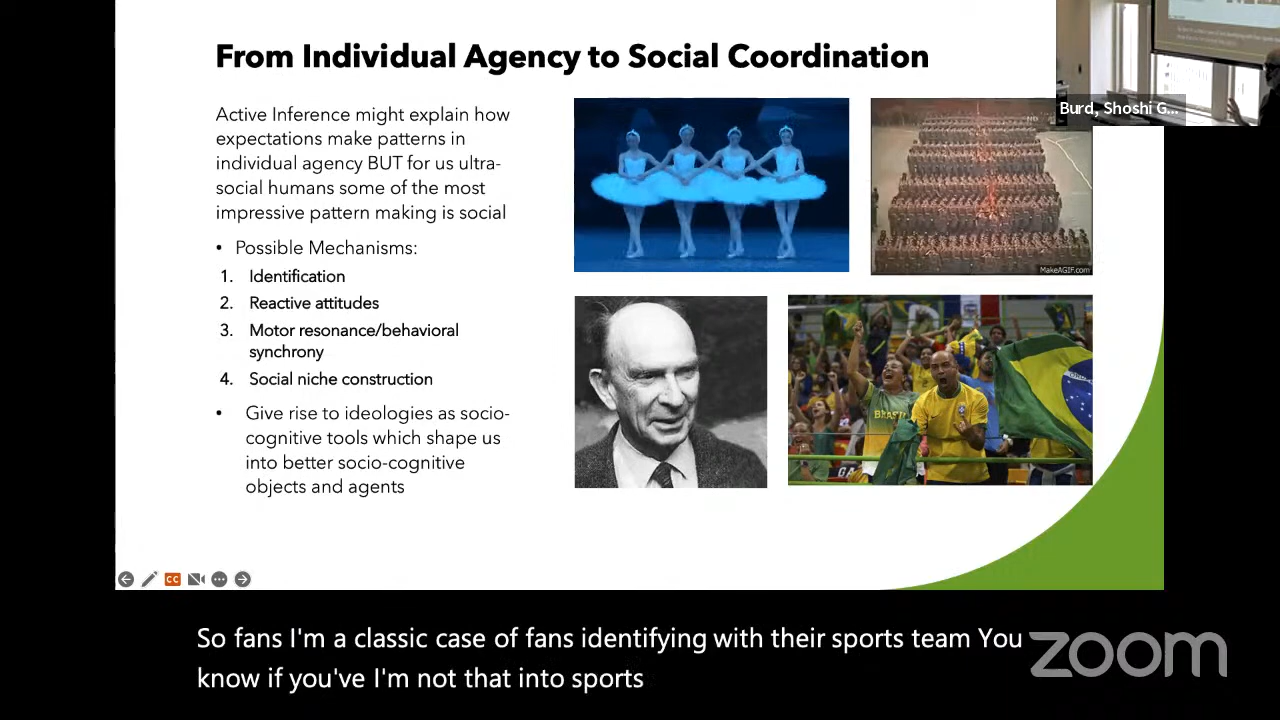 From Individual Agency to Social Coordination
Active Inference might explain how
expectations make patterns in
individual agency BUT for us ultra-
social humans some of the most
impressive pattern making is social
• Possible Mechanisms:
1. Identification
2. Reactive attitudes
3. Motor resonance/behavioral
synchrony
4. Social niche construction
• Give rise to ideologies as socio-
cognitive tools which shape us
into better socio-cognitive
objects and agents
MakeAGIF.com
BRASIL
Burd, Shoshi G...
CC
So fans I'm a classic case of fans identifying with their sports team You
know if you've I'm not that into sports
zoom